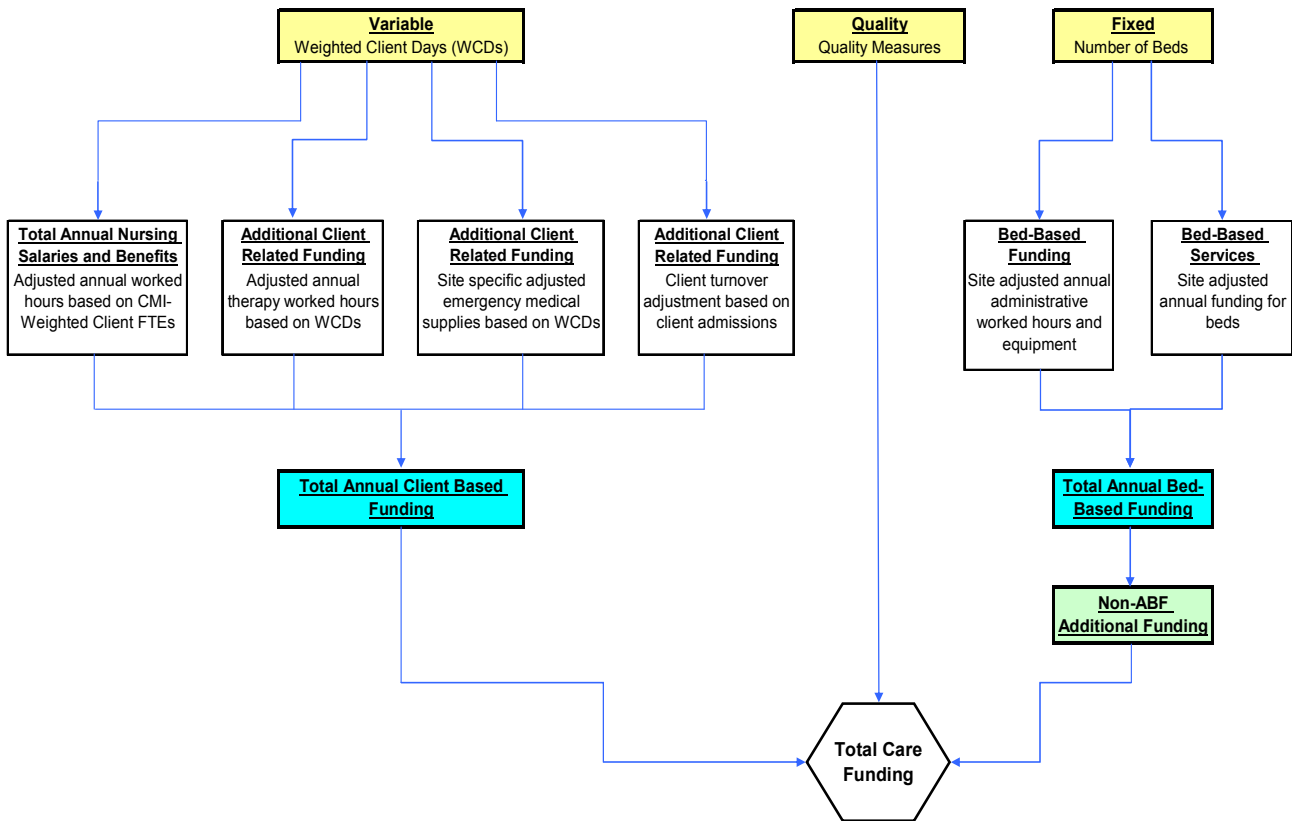 Variable
Weighted Client Days (WCDs)
Quality
Quality Measures
Fixed
Number of Beds
Total Annual Nursing
Salaries and Benefits
Adjusted annual worked
hours based on CMI-
Weighted Client FTEs
Additional Client
Related Funding
Adjusted annual
therapy worked hours
based on WCDs
Additional Client
Related Funding
Site specific adjusted
emergency medical
supplies based on WCDs
Additional Client
Related Funding
Client turnover
adjustment based on
client admissions
Bed-Based
Funding
Site adjusted annual
administrative
worked hours and
equipment
Bed-Based
Services
Site adjusted
annual funding for
beds
Total Annual Client Based
Funding
Total Annual Bed-
Based Funding
Non-ABF
Additional Funding
Total Care
Funding